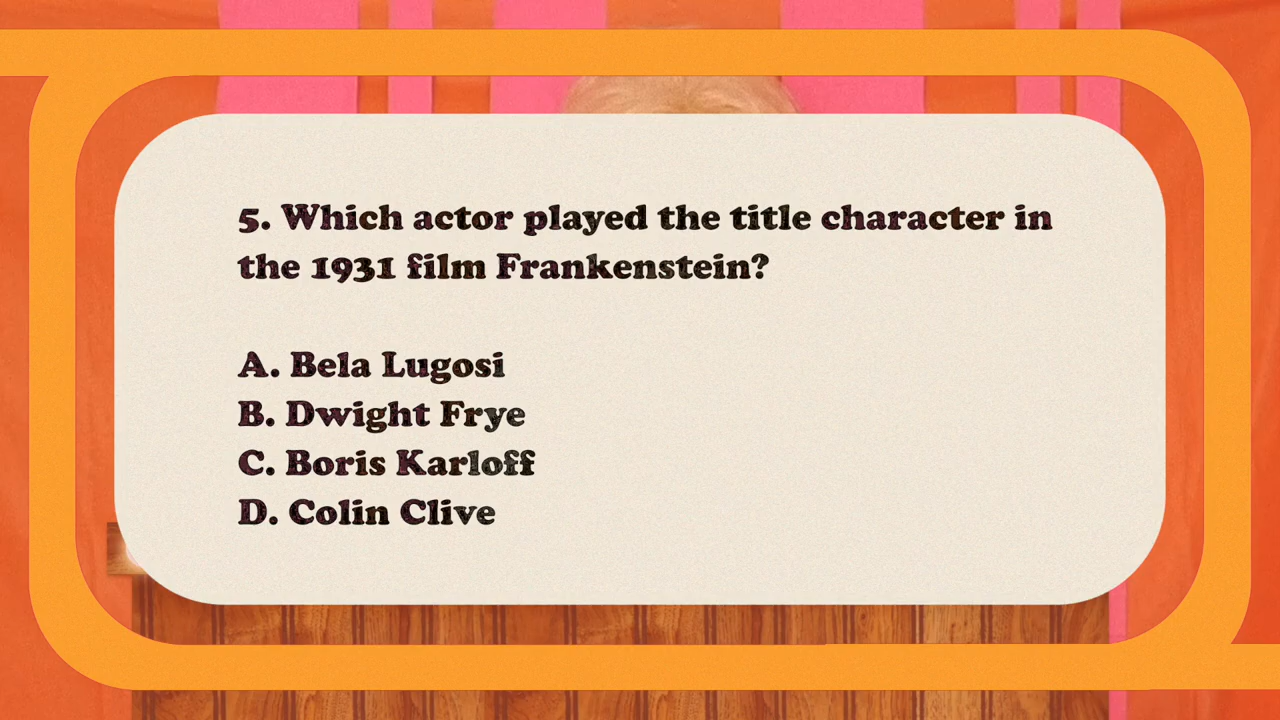 5. Which actor played the title character in
the 1931 film Frankenstein?
A. Bela Lugosi
B. Dwight Frye
C. Boris Karloff
D. Colin Clive